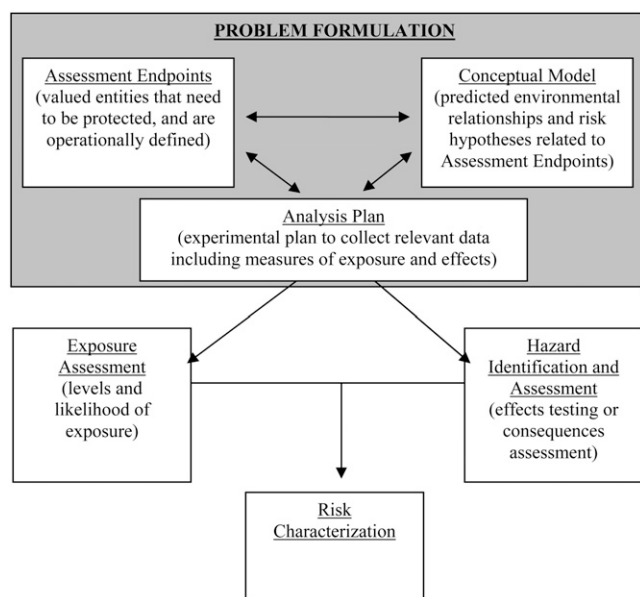 PROBLEM FORMULATION
Assessment Endpoints
(valued entities that need
to be protected, and are
operationally defined)
Conceptual Model
(predicted environmental
relationships and risk
hypotheses related to
Assessment Endpoints)
Analysis Plan
(experimental plan to collect relevant data
including measures of exposure and effects)
Exposure
Assessment
(levels and
likelihood of
exposure)
Hazard
Identification and
Assessment
(effects testing or
consequences
assessment)
Risk
Characterization